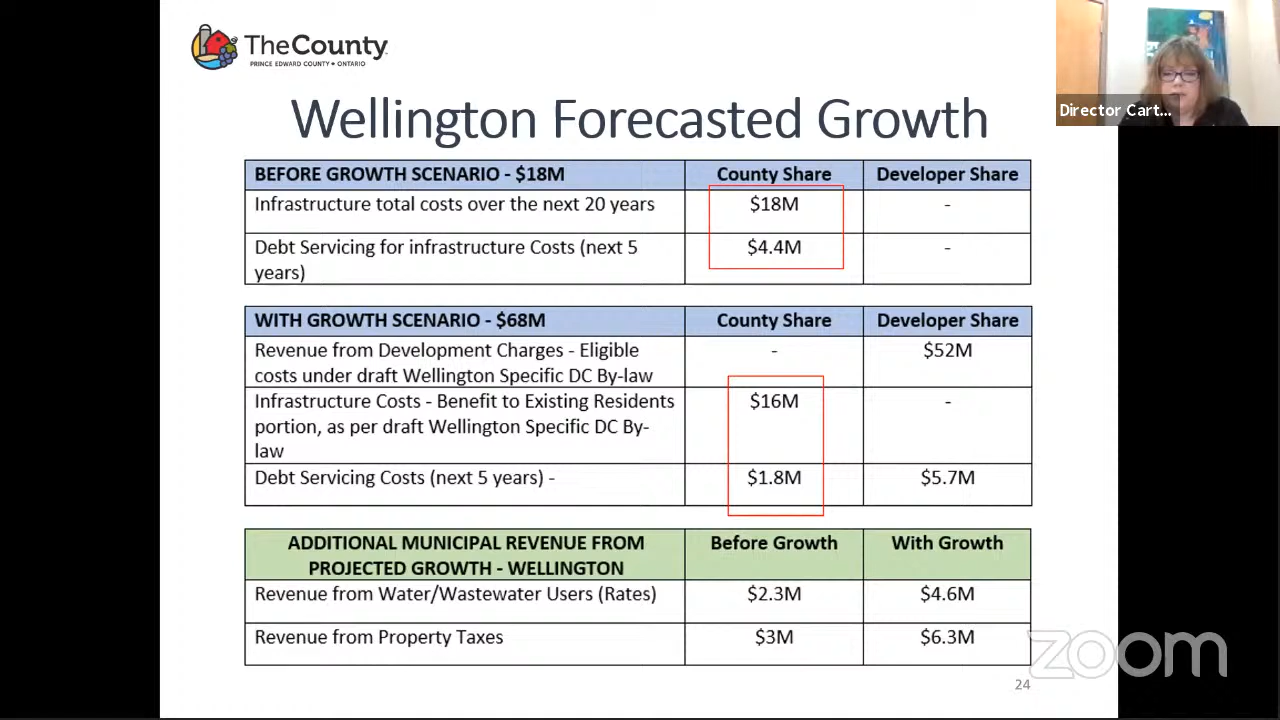 TheCounty
PRINCE EDWARD COUNTY • ONTARIO
Director Cart...
Wellington Forecasted Growth
BEFORE GROWTH SCENARIO - $18M County Share Developer Share
Infrastructure total costs over the next 20 years $18M -
Debt Servicing for infrastructure Costs (next 5 $4.4M -
years)
WITH GROWTH SCENARIO - $68M County Share Developer Share
Revenue from Development Charges - Eligible - $52M
costs under draft Wellington Specific DC By-law
Infrastructure Costs - Benefit to Existing Residents $16M -
portion, as per draft Wellington Specific DC By-
law
Debt Servicing Costs (next 5 years) - $1.8M $5.7M
ADDITIONAL MUNICIPAL REVENUE FROM Before Growth With Growth
PROJECTED GROWTH - WELLINGTON
Revenue from Water/Wastewater Users (Rates) $2.3M $4.6M
Revenue from Property Taxes $3M $6.3M
zoom
24